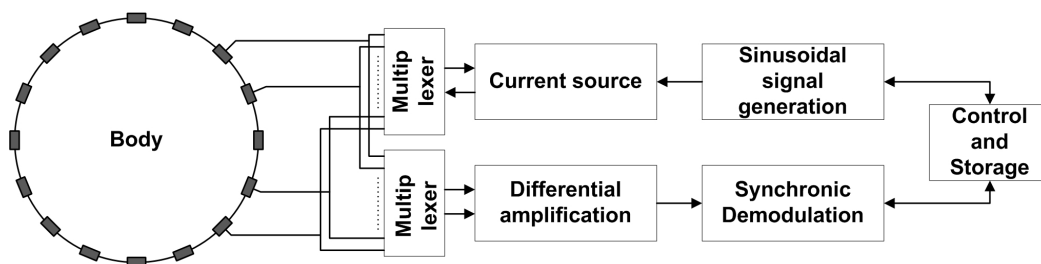 Body
Multip
lexer
Current source
Sinusoidal
signal
generation
Control
and
Storage
Multip
lexer
Differential
amplification
Synchronic
Demodulation